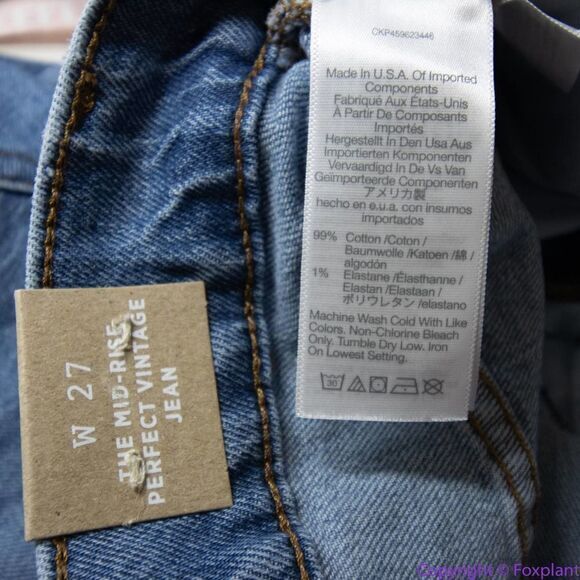 CKP459623446
Made In U.S.A. Of Imported
Components
Fabriqué Aux États-Unis
À Partir De Composants
Importés
Hergestellt In Den Usa Aus
Importierten Komponenten
Vervaardigd In De Vs Van
Geïmporteerde Componenten
アメリカ製
hecho en e.u.a. con insumos
importados
99% Cotton /Coton /
Baumwolle /Katoen /綿 /
algodón
1% Elastane /Élasthanne /
Elastan /Elastaan /
ポリウレタン /elastano
Machine Wash Cold With Like
Colors. Non-Chlorine Bleach
Only. Tumble Dry Low. Iron
On Lowest Setting.
30
W 27
THE MID-RISE
PERFECT VINTAGE
JEAN
Copyright © Foxplant